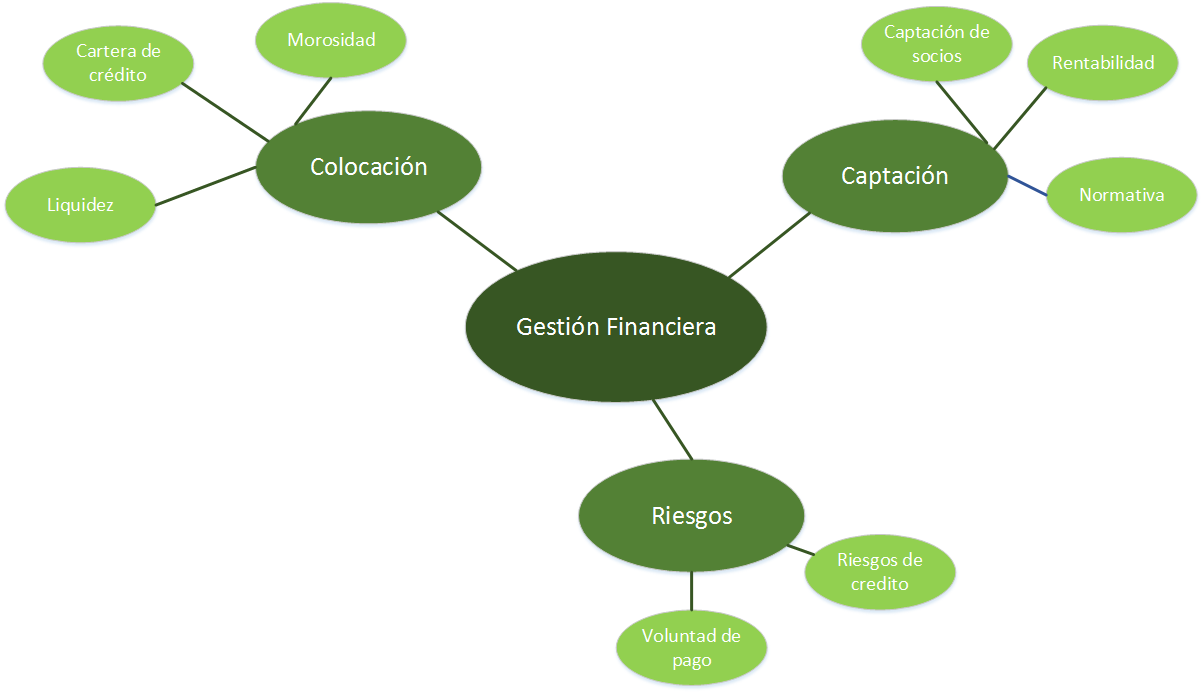 Morosidad
Cartera de
crédito
Colocación
Liquidez
Captación de
socios
Rentabilidad
Captación
Normativa
Gestión Financiera
Riesgos
Riesgos de
credito
Voluntad de
pago